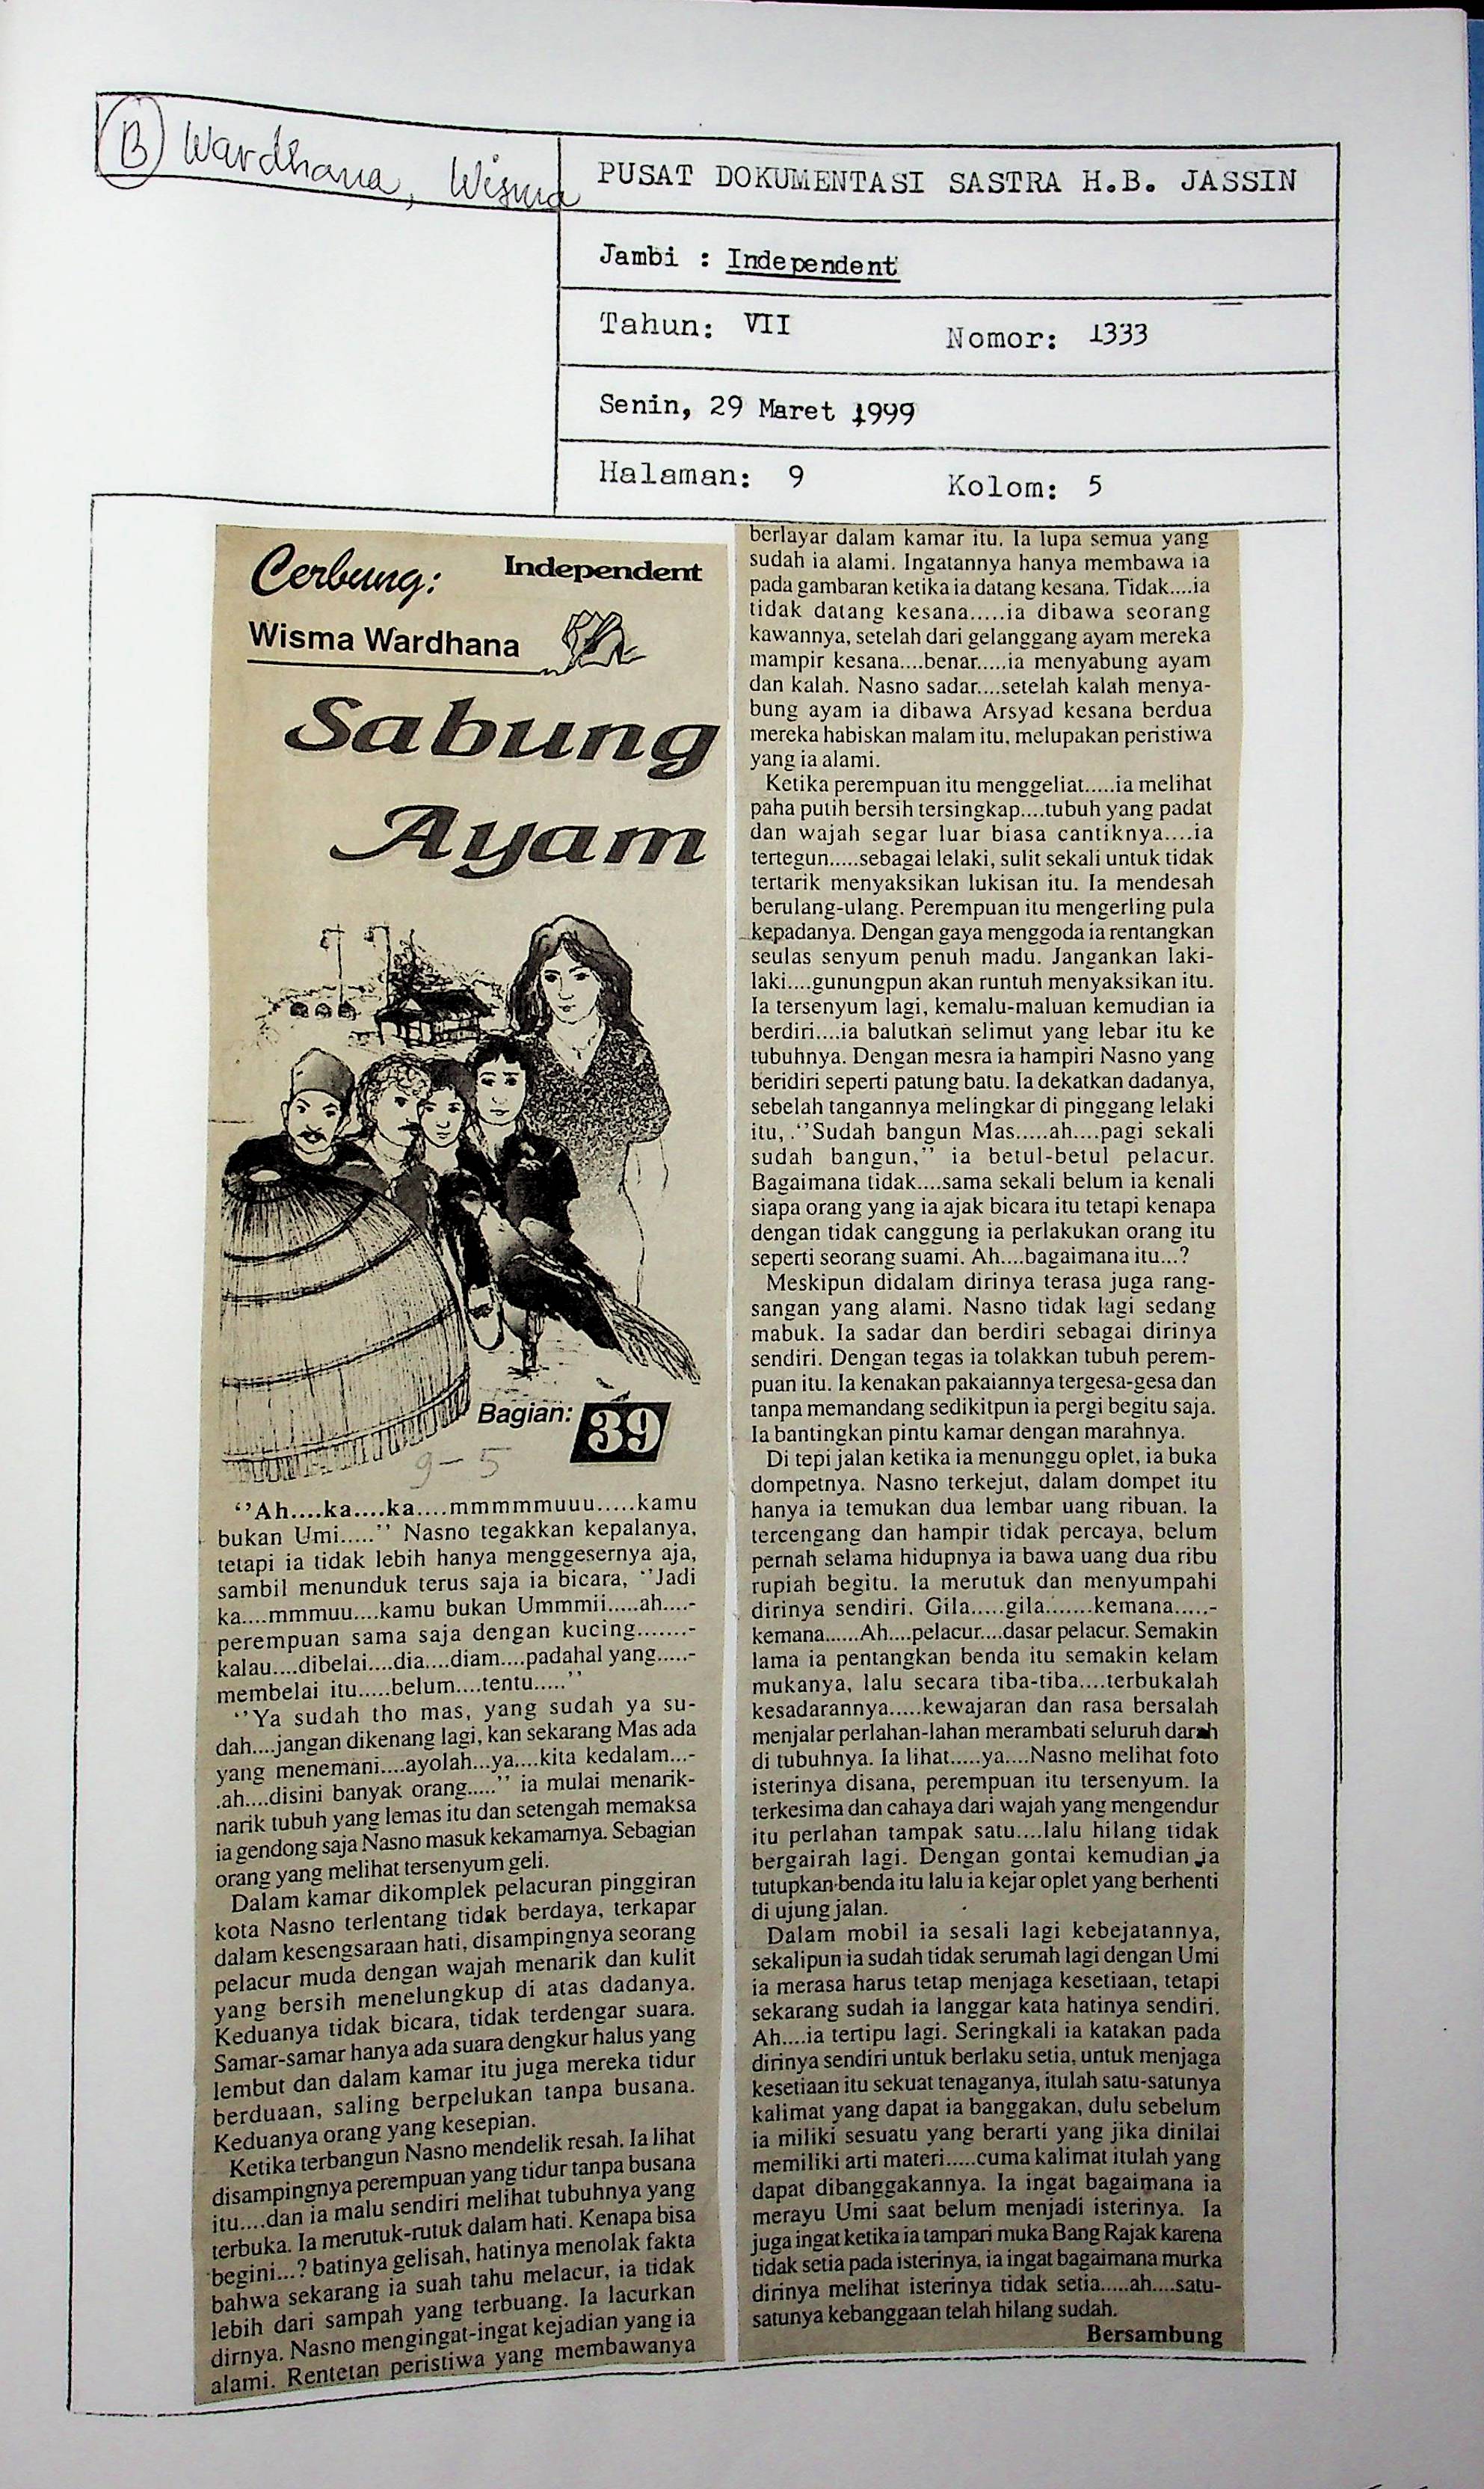 (B) Wardhana, Wisma
PUSAT DOKUMENTASI SASTRA H.B. JASSIN
Jambi : Independent
Tahun: VII Nomor: 1333
Senin, 29 Maret 1999
Halaman: 9 Kolom: 5
Cerbung: Independent
Wisma Wardhana
Sabung
Ayam
Bagian: 39
9-5
‘’Ah....ka....ka....mmmmmuuu.....kamu
bukan Umi.....’’ Nasno tegakkan kepalanya,
tetapi ia tidak lebih hanya menggesernya aja,
sambil menunduk terus saja ia bicara, ‘’Jadi
ka....mmmuu....kamu bukan Ummmii.....ah....-
perempuan sama saja dengan kucing.......-
kalau....dibelai....dia....diam....padahal yang.....-
membelai itu.....belum....tentu.....’’
‘’Ya sudah tho mas, yang sudah ya su-
dah....jangan dikenang lagi, kan sekarang Mas ada
yang menemani....ayolah...ya....kita kedalam...-
.ah....disini banyak orang.....’’ ia mulai menarik-
narik tubuh yang lemas itu dan setengah memaksa
ia gendong saja Nasno masuk kekamarnya. Sebagian
orang yang melihat tersenyum geli.
Dalam kamar dikomplek pelacuran pinggiran
kota Nasno terlentang tidak berdaya, terkapar
dalam kesengsaraan hati, disampingnya seorang
pelacur muda dengan wajah menarik dan kulit
yang bersih menelungkup di atas dadanya.
Keduanya tidak bicara, tidak terdengar suara.
Samar-samar hanya ada suara dengkur halus yang
lembut dan dalam kamar itu juga mereka tidur
berduaan, saling berpelukan tanpa busana.
Keduanya orang yang kesepian.
Ketika terbangun Nasno mendelik resah. Ia lihat
disampingnya perempuan yang tidur tanpa busana
itu....dan ia malu sendiri melihat tubuhnya yang
terbuka. Ia merutuk-rutuk dalam hati. Kenapa bisa
begini...? batinya gelisah, hatinya menolak fakta
bahwa sekarang ia suah tahu melacur, ia tidak
lebih dari sampah yang terbuang. Ia lacurkan
dirnya. Nasno mengingat-ingat kejadian yang ia
alami. Rentetan peristiwa yang membawanya
berlayar dalam kamar itu. Ia lupa semua yang
sudah ia alami. Ingatannya hanya membawa ia
pada gambaran ketika ia datang kesana. Tidak....ia
tidak datang kesana.....ia dibawa seorang
kawannya, setelah dari gelanggang ayam mereka
mampir kesana....benar.....ia menyabung ayam
dan kalah. Nasno sadar....setelah kalah menya-
bung ayam ia dibawa Arsyad kesana berdua
mereka habiskan malam itu, melupakan peristiwa
yang ia alami.
Ketika perempuan itu menggeliat.....ia melihat
paha putih bersih tersingkap....tubuh yang padat
dan wajah segar luar biasa cantiknya....ia
tertegun.....sebagai lelaki, sulit sekali untuk tidak
tertarik menyaksikan lukisan itu. Ia mendesah
berulang-ulang. Perempuan itu mengerling pula
kepadanya. Dengan gaya menggoda ia rentangkan
seulas senyum penuh madu. Jangankan laki-
laki....gunungpun akan runtuh menyaksikan itu.
Ia tersenyum lagi, kemalu-maluan kemudian ia
berdiri....ia balutkan selimut yang lebar itu ke
tubuhnya. Dengan mesra ia hampiri Nasno yang
beridiri seperti patung batu. Ia dekatkan dadanya,
sebelah tangannya melingkar di pinggang lelaki
itu, .‘’Sudah bangun Mas.....ah....pagi sekali
sudah bangun,’’ ia betul-betul pelacur.
Bagaimana tidak....sama sekali belum ia kenali
siapa orang yang ia ajak bicara itu tetapi kenapa
dengan tidak canggung ia perlakukan orang itu
seperti seorang suami. Ah....bagaimana itu...?
Meskipun didalam dirinya terasa juga rang-
sangan yang alami. Nasno tidak lagi sedang
mabuk. Ia sadar dan berdiri sebagai dirinya
sendiri. Dengan tegas ia tolakkan tubuh perem-
puan itu. Ia kenakan pakaiannya tergesa-gesa dan
tanpa memandang sedikitpun ia pergi begitu saja.
Ia bantingkan pintu kamar dengan marahnya.
Di tepi jalan ketika ia menunggu oplet, ia buka
dompetnya. Nasno terkejut, dalam dompet itu
hanya ia temukan dua lembar uang ribuan. Ia
tercengang dan hampir tidak percaya, belum
pernah selama hidupnya ia bawa uang dua ribu
rupiah begitu. Ia merutuk dan menyumpahi
dirinya sendiri. Gila.....gila.......kemana.....-
kemana......Ah....pelacur....dasar pelacur. Semakin
lama ia pentangkan benda itu semakin kelam
mukanya, lalu secara tiba-tiba....terbukalah
kesadarannya.....kewajaran dan rasa bersalah
menjalar perlahan-lahan merambati seluruh darah
di tubuhnya. Ia lihat.....ya....Nasno melihat foto
isterinya disana, perempuan itu tersenyum. Ia
terkesima dan cahaya dari wajah yang mengendur
itu perlahan tampak satu....lalu hilang tidak
bergairah lagi. Dengan gontai kemudian ia
tutupkan benda itu lalu ia kejar oplet yang berhenti
di ujung jalan.
Dalam mobil ia sesali lagi kebejatannya,
sekalipun ia sudah tidak serumah lagi dengan Umi
ia merasa harus tetap menjaga kesetiaan, tetapi
sekarang sudah ia langgar kata hatinya sendiri.
Ah....ia tertipu lagi. Seringkali ia katakan pada
dirinya sendiri untuk berlaku setia, untuk menjaga
kesetiaan itu sekuat tenaganya, itulah satu-satunya
kalimat yang dapat ia banggakan, dulu sebelum
ia miliki sesuatu yang berarti yang jika dinilai
memiliki arti materi.....cuma kalimat itulah yang
dapat dibanggakannya. Ia ingat bagaimana ia
merayu Umi saat belum menjadi isterinya. Ia
juga ingat ketika ia tampari muka Bang Rajak karena
tidak setia pada isterinya, ia ingat bagaimana murka
dirinya melihat isterinya tidak setia.....ah....satu-
satunya kebanggaan telah hilang sudah.
Bersambung